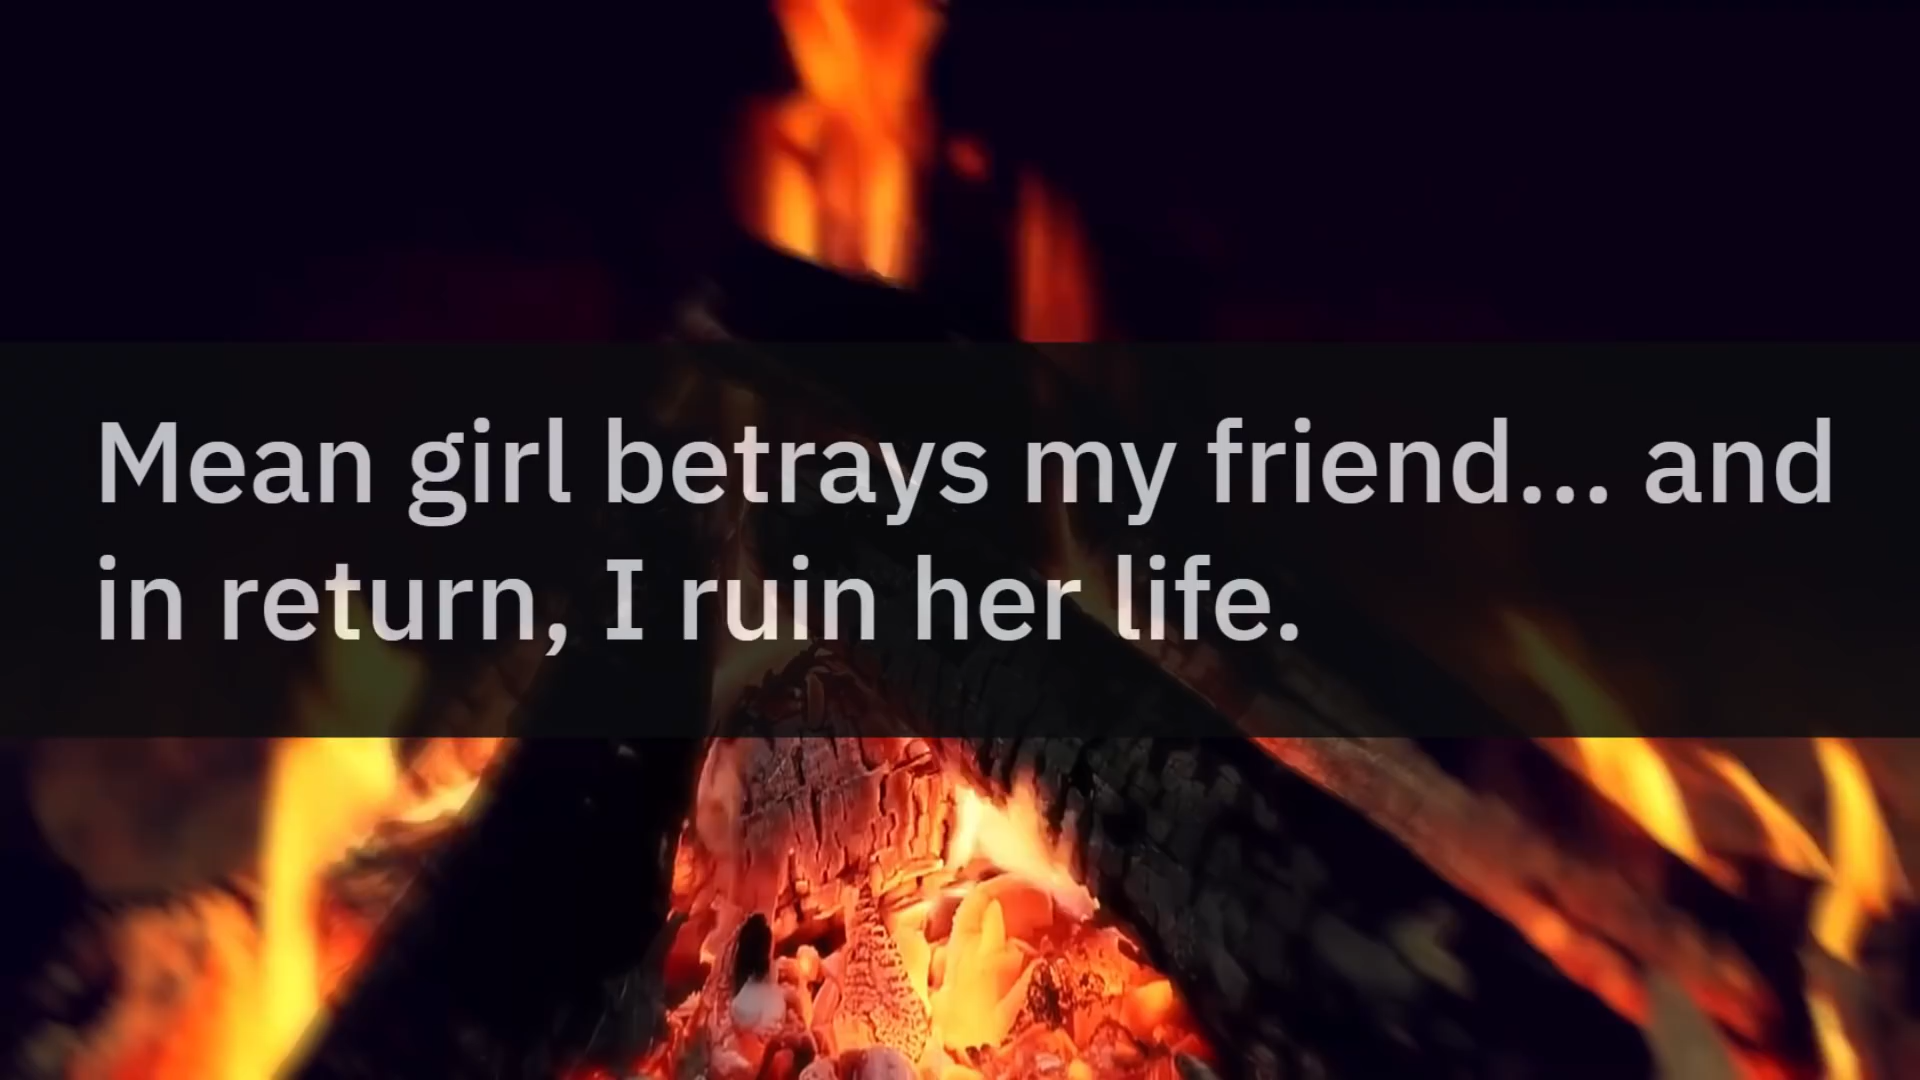 Mean girl betrays my friend... and
in return, I ruin her life.